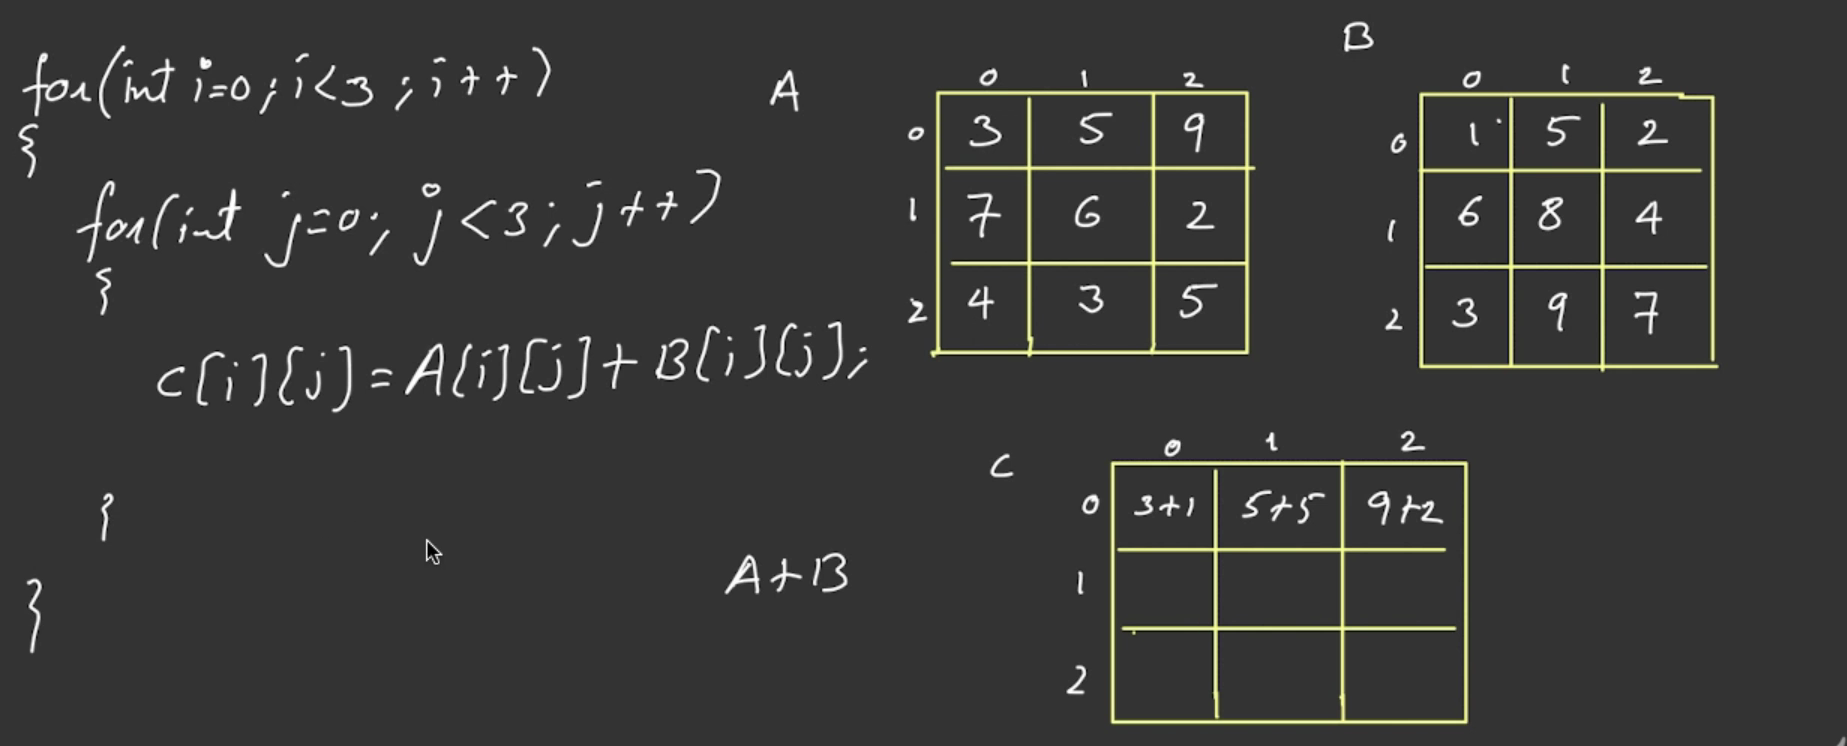 for(int i=0;i<3;i++)
{
for(int j=0;j<3;j++)
{
C[i][j]=A[i][j]+B[i][j];
}
}
A
0 1 2
0 3 5 9
1 7 6 2
2 4 3 5
B
0 1 2
0 1 5 2
1 6 8 4
2 3 9 7
A+B
C
0 1 2
0 3+1 5+5 9+2
1
2